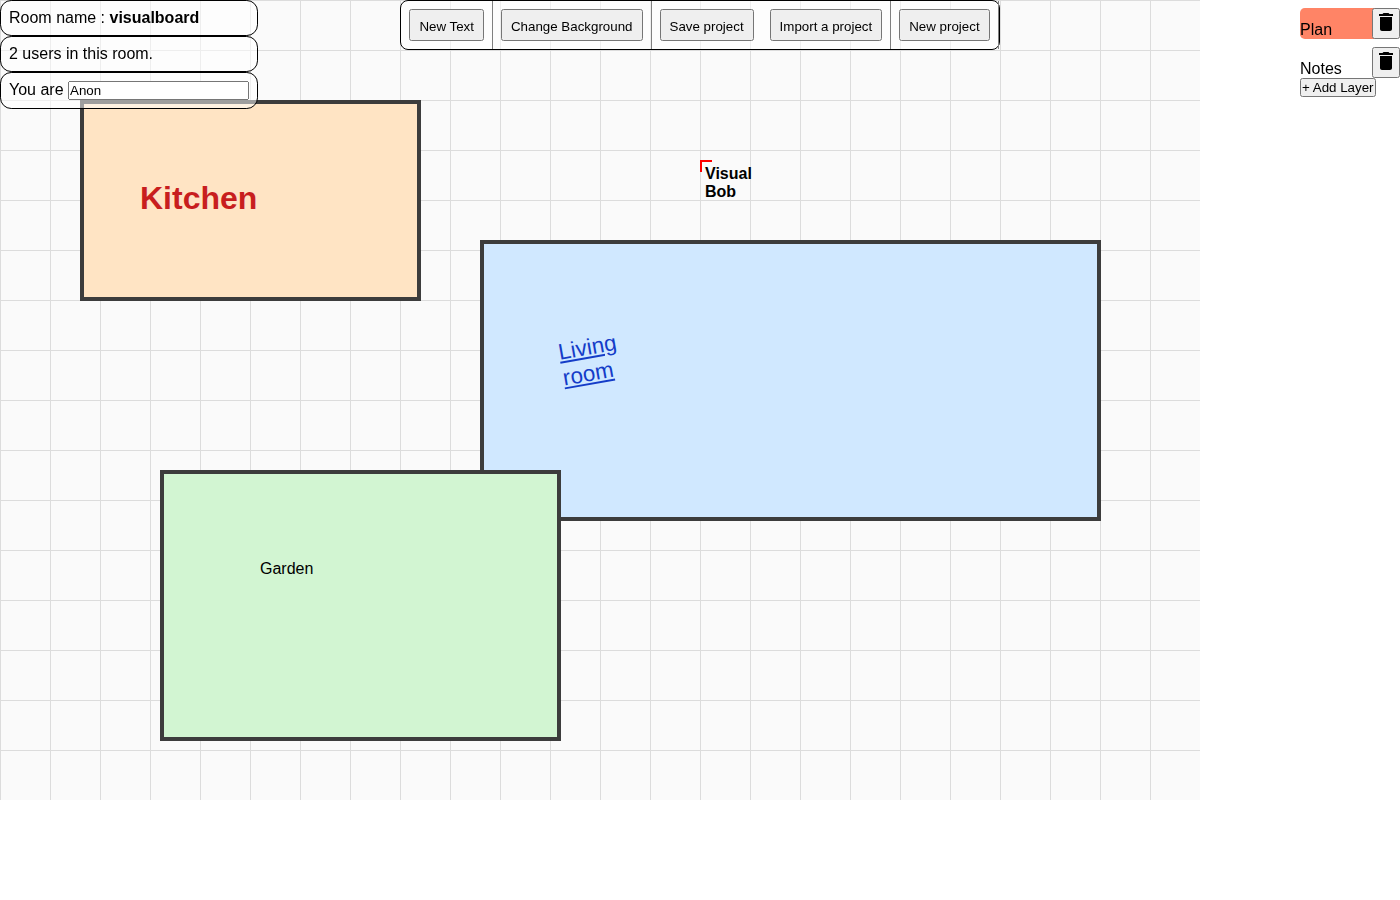 Room name : visualboard
2 users in this room.
You are Anon
New Text
Change Background
Save project
Import a project
New project
Plan
Notes
+ Add Layer
Kitchen
Visual
Bob
Living
room
Garden